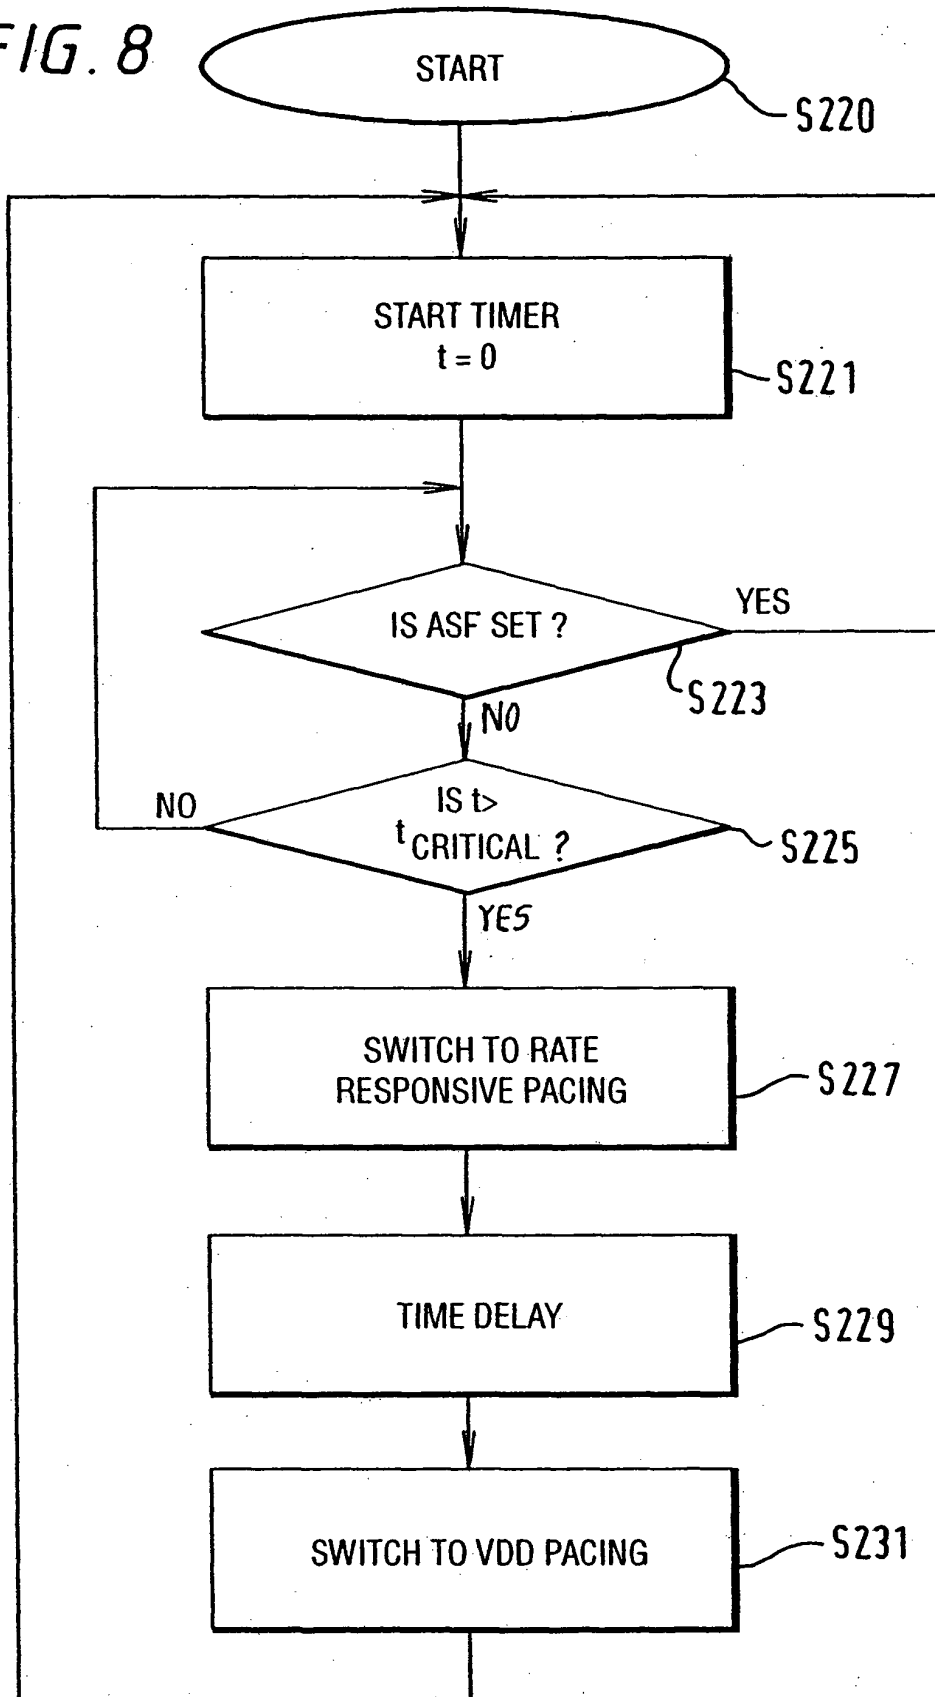 FIG. 8
START
S220
START TIMER
t = 0
S221
IS ASF SET ?
YES
S223
NO
IS t>
t CRITICAL ?
NO
S225
YES
SWITCH TO RATE
RESPONSIVE PACING
S227
TIME DELAY
S229
SWITCH TO VDD PACING
S231